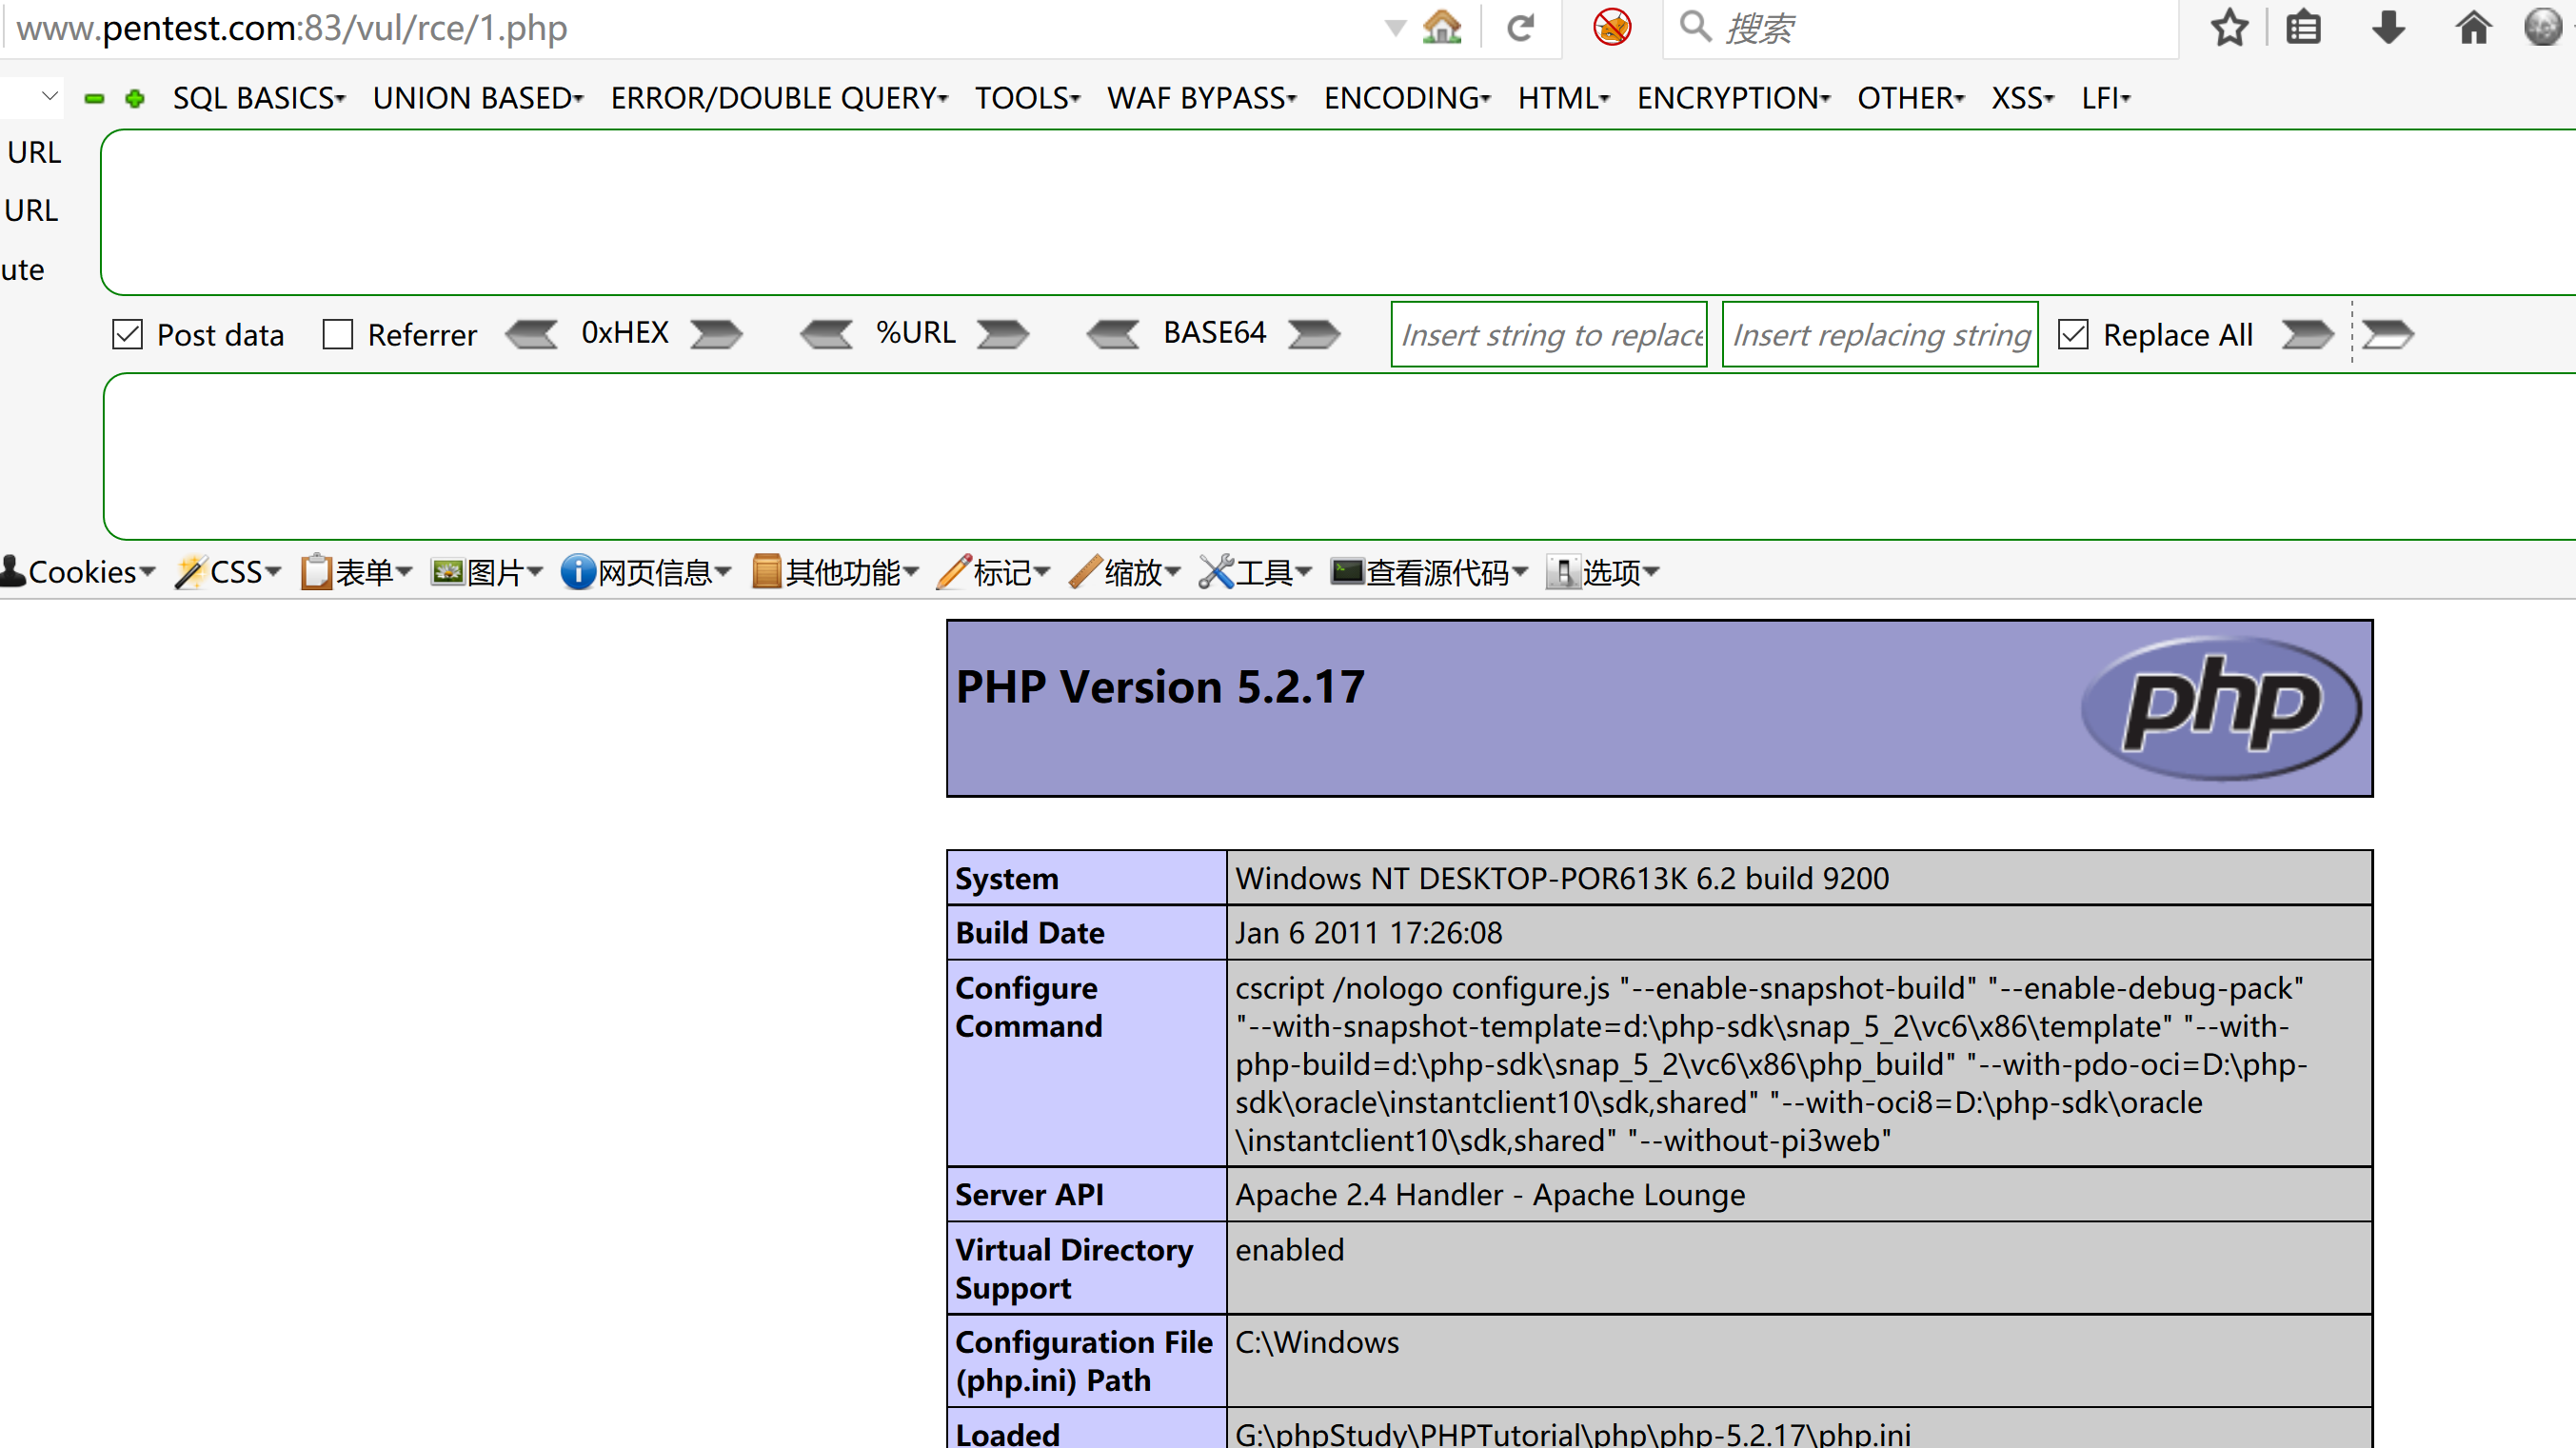 www.pentest.com:83/vul/rce/1.php
搜索
SQL BASICS UNION BASED ERROR/DOUBLE QUERY TOOLS WAF BYPASS ENCODING HTML ENCRYPTION OTHER XSS LFI
URL
URL
ute
Post data Referrer 0xHEX %URL BASE64 Insert string to replace Insert replacing string Replace All
Cookies CSS 表单 图片 网页信息 其他功能 标记 缩放 工具 查看源代码 选项
PHP Version 5.2.17
php
System Windows NT DESKTOP-POR613K 6.2 build 9200
Build Date Jan 6 2011 17:26:08
Configure Command cscript /nologo configure.js "--enable-snapshot-build" "--enable-debug-pack"
"--with-snapshot-template=d:\php-sdk\snap_5_2\vc6\x86\template" "--with-
php-build=d:\php-sdk\snap_5_2\vc6\x86\php_build" "--with-pdo-oci=D:\php-
sdk\oracle\instantclient10\sdk,shared" "--with-oci8=D:\php-sdk\oracle
\instantclient10\sdk,shared" "--without-pi3web"
Server API Apache 2.4 Handler - Apache Lounge
Virtual Directory Support enabled
Configuration File (php.ini) Path C:\Windows
Loaded G:\phpStudy\PHPTutorial\php\php-5.2.17\php.ini